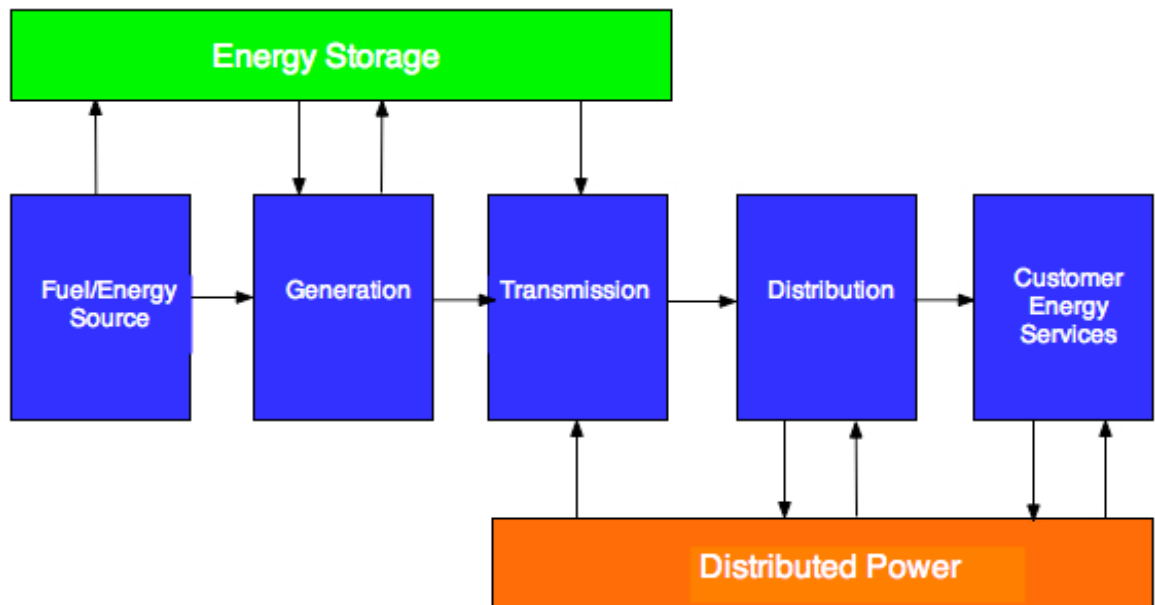 Energy Storage
Fuel/Energy
Source
Generation
Transmission
Distribution
Customer
Energy
Services
Distributed Power